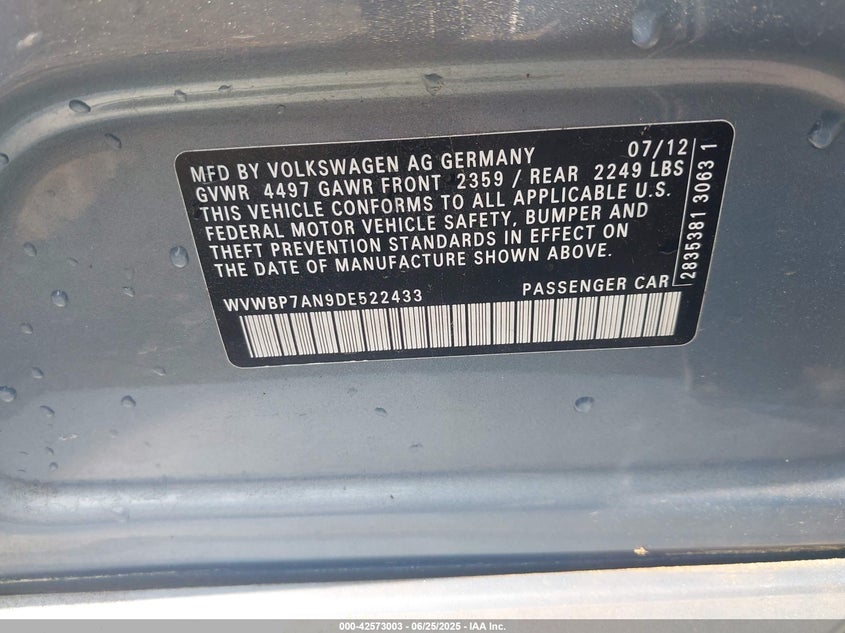 MFD BY VOLKSWAGEN AG GERMANY 07/12
GVWR 4497 GAWR FRONT 2359 / REAR 2249 LBS
THIS VEHICLE CONFORMS TO ALL APPLICABLE U.S.
FEDERAL MOTOR VEHICLE SAFETY, BUMPER AND
THEFT PREVENTION STANDARDS IN EFFECT ON
THE DATE OF MANUFACTURE SHOWN ABOVE.
WVWBP7AN9DE522433 PASSENGER CAR
2835381 3063 1
000-42573003 - 06/25/2025 - IAA Inc.